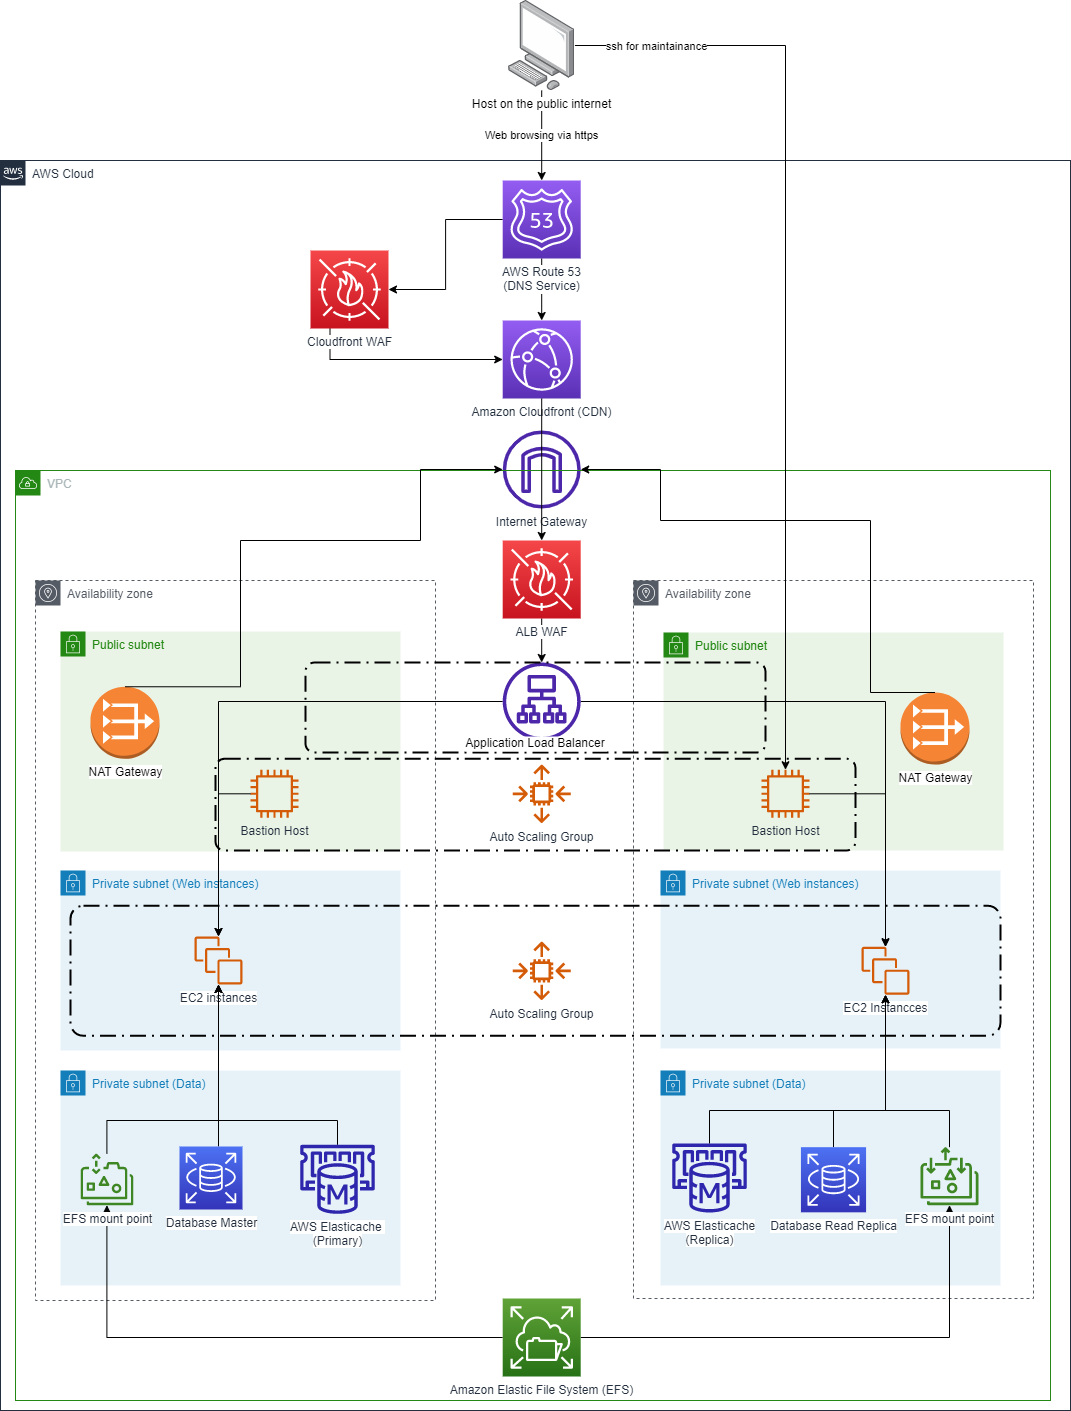 ssh for maintainance
Host on the public internet
Web browsing via https
aws
AWS Cloud
53
AWS Route 53
(DNS Service)
Cloudfront WAF
Amazon Cloudfront (CDN)
VPC
Internet Gateway
Availability zone
Availability zone
ALB WAF
Public subnet
Public subnet
Application Load Balancer
NAT Gateway
NAT Gateway
Bastion Host
Auto Scaling Group
Bastion Host
Private subnet (Web instances)
Private subnet (Web instances)
EC2 instances
Auto Scaling Group
EC2 Instancces
Private subnet (Data)
Private subnet (Data)
M
M
EFS mount point
Database Master
AWS Elasticache
(Primary)
AWS Elasticache
(Replica)
Database Read Replica
EFS mount point
Amazon Elastic File System (EFS)